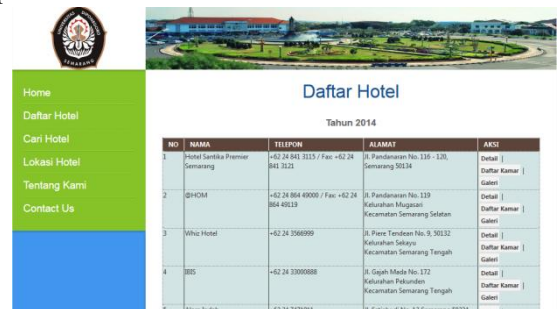 SEMARANG
Home
Daftar Hotel
Cari Hotel
Lokasi Hotel
Tentang Kami
Contact Us
Daftar Hotel
Tahun 2014
NO NAMA TELEPON ALAMAT AKSI
1 Hotel Santika Premier +62 24 841 3115 / Fax: +62 24 Jl. Pandanaran No. 116 - 120, Detail |
Semarang 841 3121 Semarang 50134 Daftar Kamar |
Galeri
2 @HOM +62 24 864 49000 / Fax: +62 24 Jl. Pandanaran No. 119 Detail |
864 49119 Kelurahan Mugasari Daftar Kamar |
Kecamatan Semarang Selatan Galeri
3 Whiz Hotel +62 24 3566999 Jl. Piere Tendean No. 9, 50132 Detail |
Kelurahan Sekayu Daftar Kamar |
Kecamatan Semarang Tengah Galeri
4 IBIS +62 24 33000888 Jl. Gajah Mada No. 172 Detail |
Kelurahan Pekunden Daftar Kamar |
Kecamatan Semarang Tengah Galeri